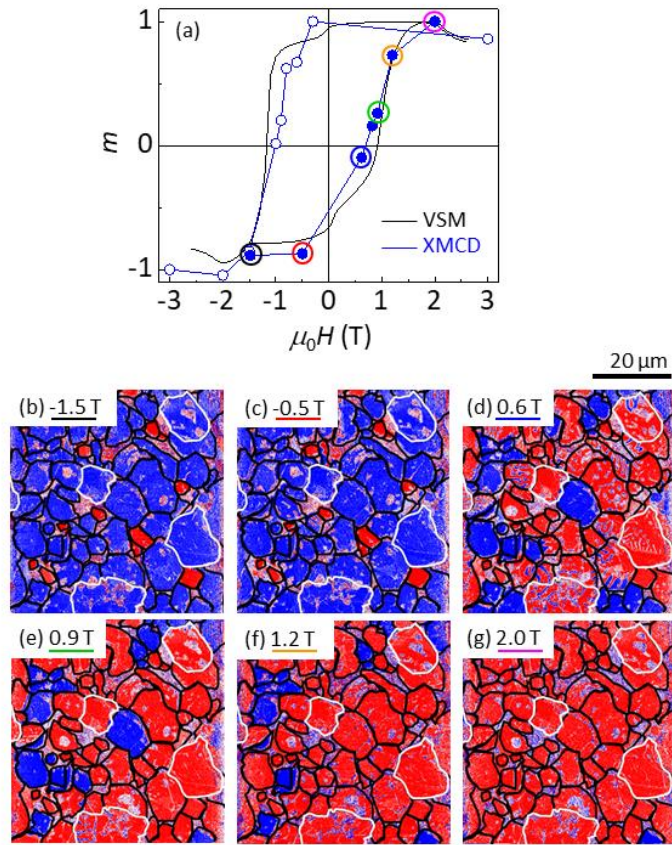 (a)
1
0
-1
m
VSM
XMCD
-3 -2 -1 0 1 2 3
μ₀H (T)
20 μm
(b) -1.5 T
(c) -0.5 T
(d) 0.6 T
(e) 0.9 T
(f) 1.2 T
(g) 2.0 T